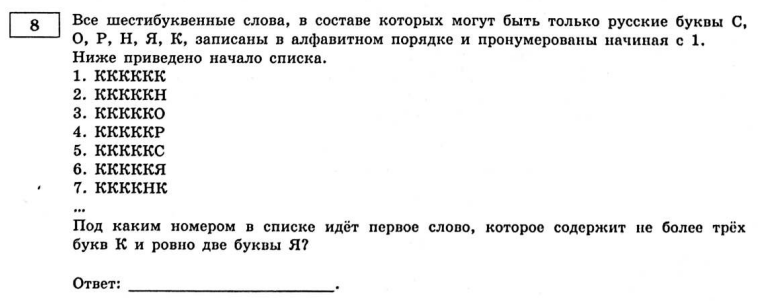 8
Все шестибуквенные слова, в составе которых могут быть только русские буквы С,
О, Р, Н, Я, К, записаны в алфавитном порядке и пронумерованы начиная с 1.
Ниже приведено начало списка.
1. КККККК
2. КККККН
3. КККККО
4. КККККР
5. КККККС
6. КККККЯ
7. ККККНК
...
Под каким номером в списке идёт первое слово, которое содержит не более трёх
букв К и ровно две буквы Я?
Ответ: ___________________.